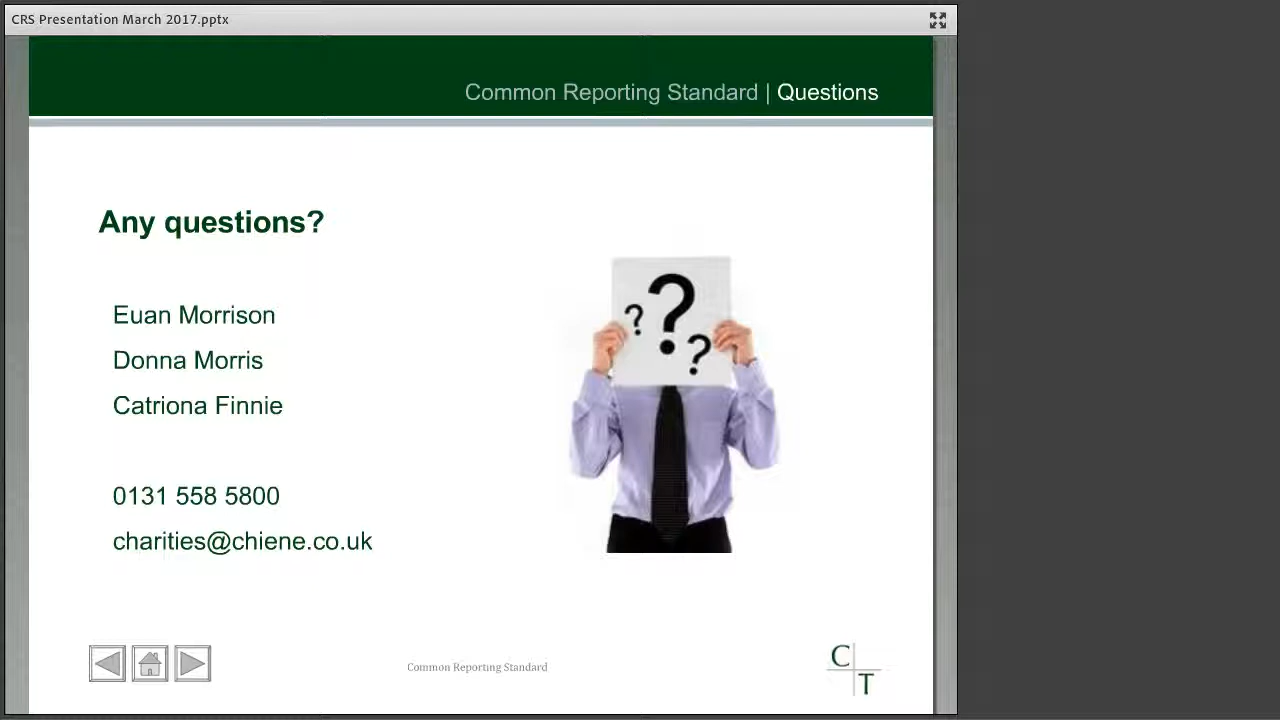 CRS Presentation March 2017.pptx
Common Reporting Standard | Questions
Any questions?
Euan Morrison
Donna Morris
Catriona Finnie
0131 558 5800
charities@chiene.co.uk
? ? ?
Common Reporting Standard
C
T